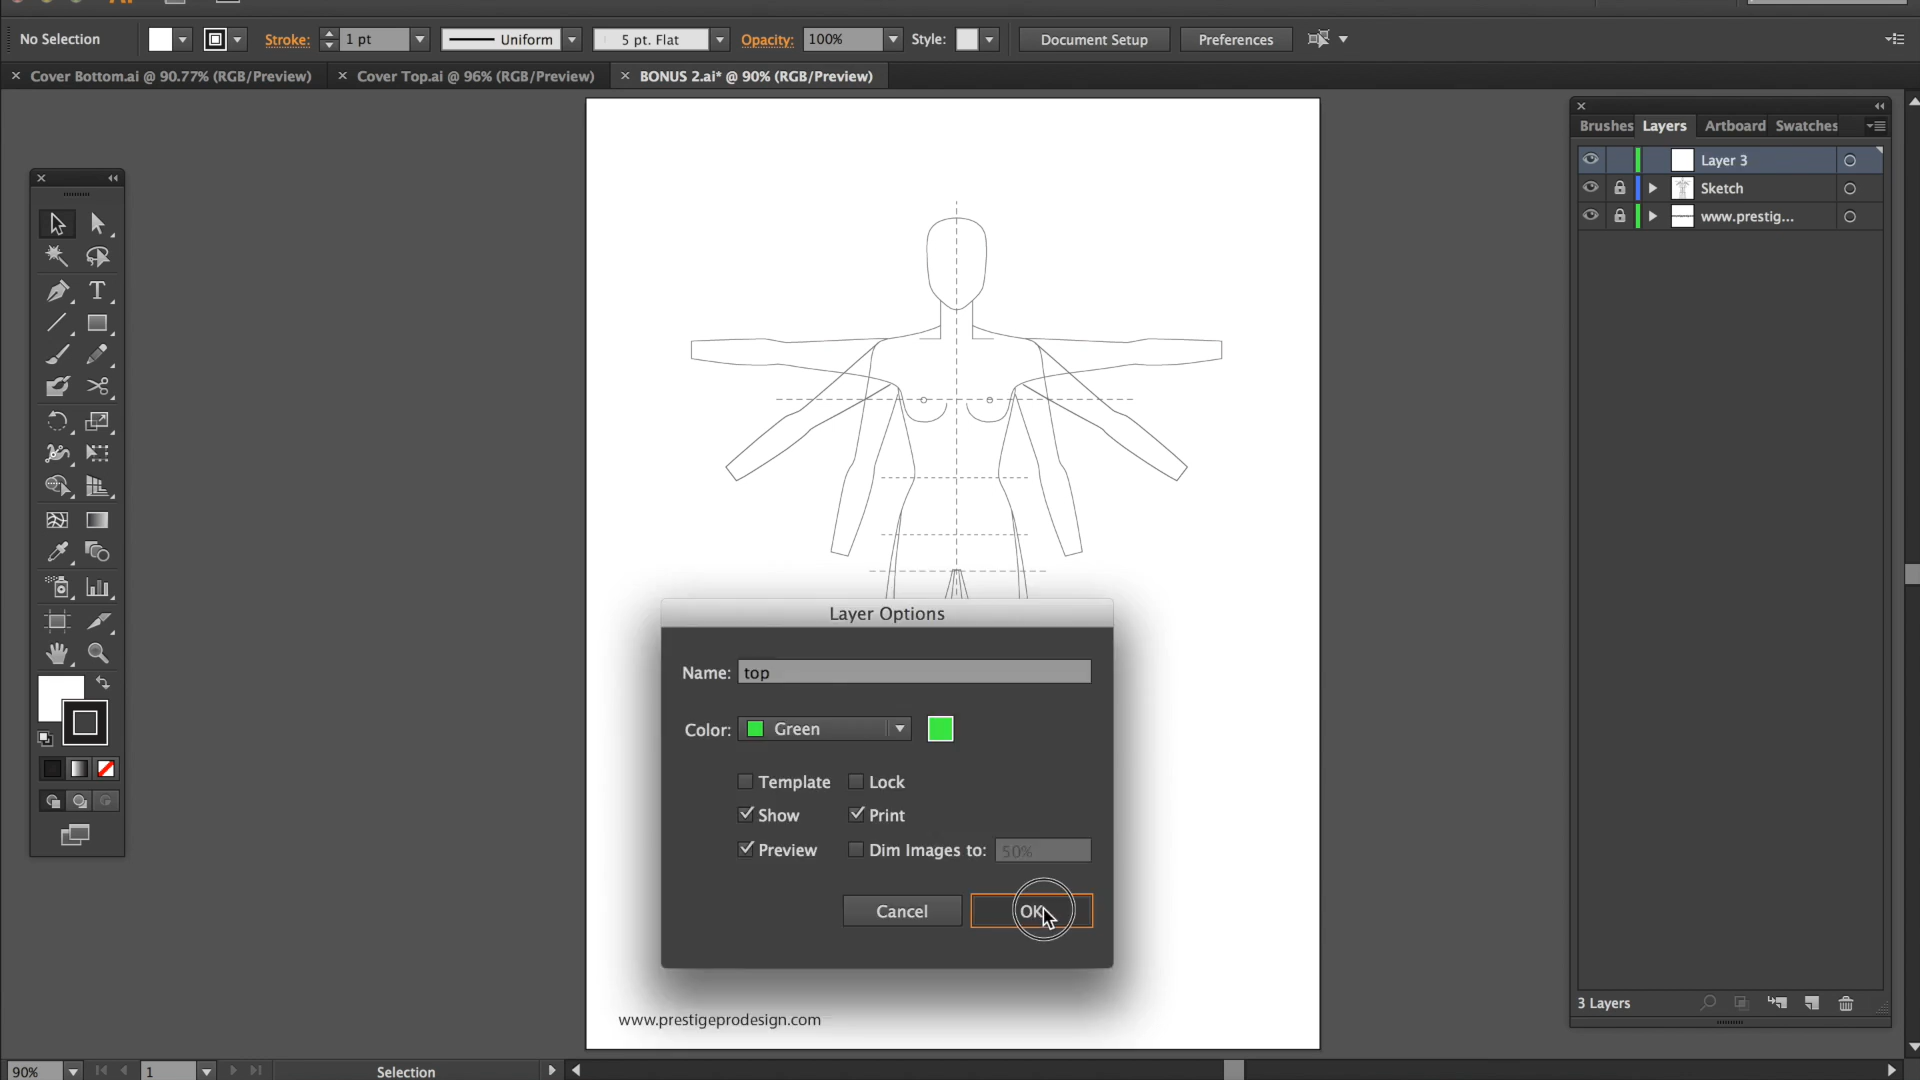 No Selection Stroke: 1 pt Uniform 5 pt. Flat Opacity: 100% Style: Document Setup Preferences
Cover Bottom.ai @ 90.77% (RGB/Preview) Cover Top.ai @ 96% (RGB/Preview) BONUS 2.ai* @ 90% (RGB/Preview)
Brushes Layers Artboard Swatches
Layer 3
Sketch
www.prestig...
Layer Options
Name: top
Color: Green
Template Lock
Show Print
Preview Dim Images to: 50%
Cancel OK
3 Layers
www.prestigeprodesign.com
90% 1 Selection